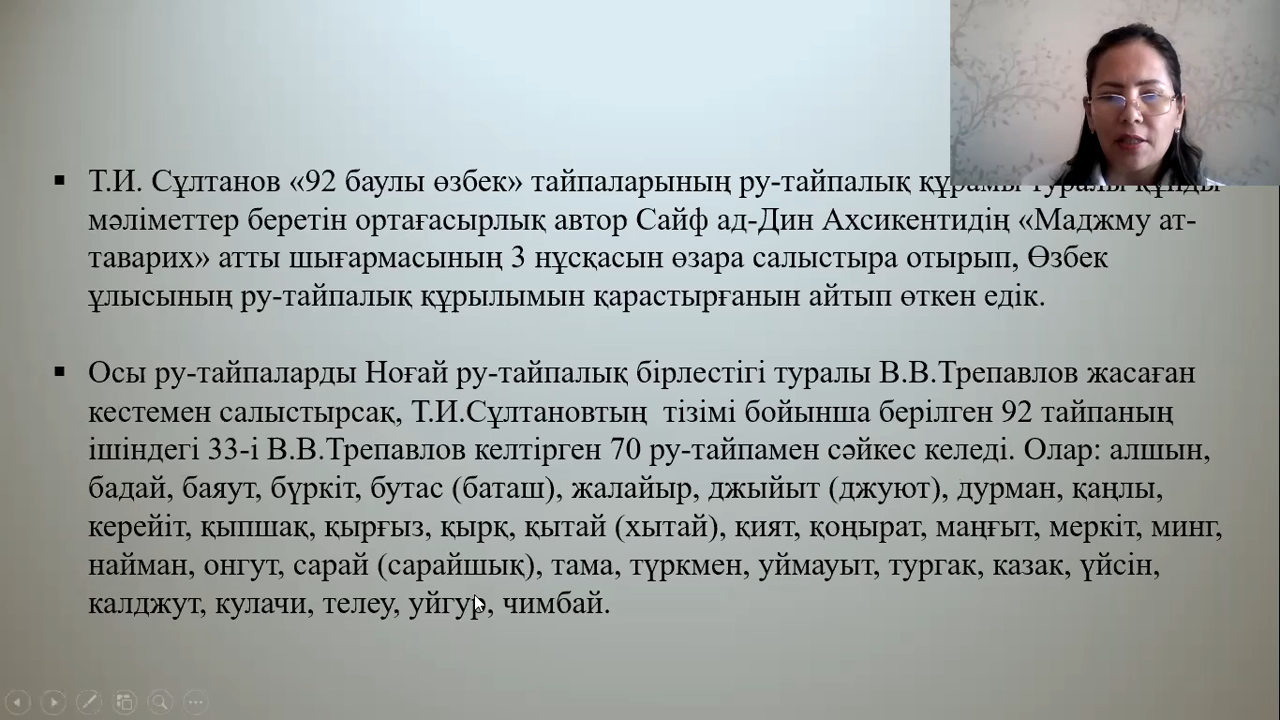 Т.И. Сұлтанов «92 баулы өзбек» тайпаларының ру-тайпалық құрамы туралы құнды
мәліметтер беретін ортағасырлық автор Сайф ад-Дин Ахсикентидің «Маджму ат-
таварих» атты шығармасының 3 нұсқасын өзара салыстыра отырып, Өзбек
ұлысының ру-тайпалық құрылымын қарастырғанын айтып өткен едік.
Осы ру-тайпаларды Ноғай ру-тайпалық бірлестігі туралы В.В.Трепавлов жасаған
кестемен салыстырсақ, Т.И.Сұлтановтың тізімі бойынша берілген 92 тайпаның
ішіндегі 33-і В.В.Трепавлов келтірген 70 ру-тайпамен сәйкес келеді. Олар: алшын,
бадай, баяут, бүркіт, бутас (баташ), жалайыр, джыйыт (джуют), дурман, қаңлы,
керейіт, қыпшақ, қырғыз, қырқ, қытай (хытай), қият, қоңырат, маңғыт, меркіт, минг,
найман, онгут, сарай (сарайшық), тама, түркмен, уймауыт, тургак, казак, үйсін,
калджут, кулачи, телеу, уйгур, чимбай.